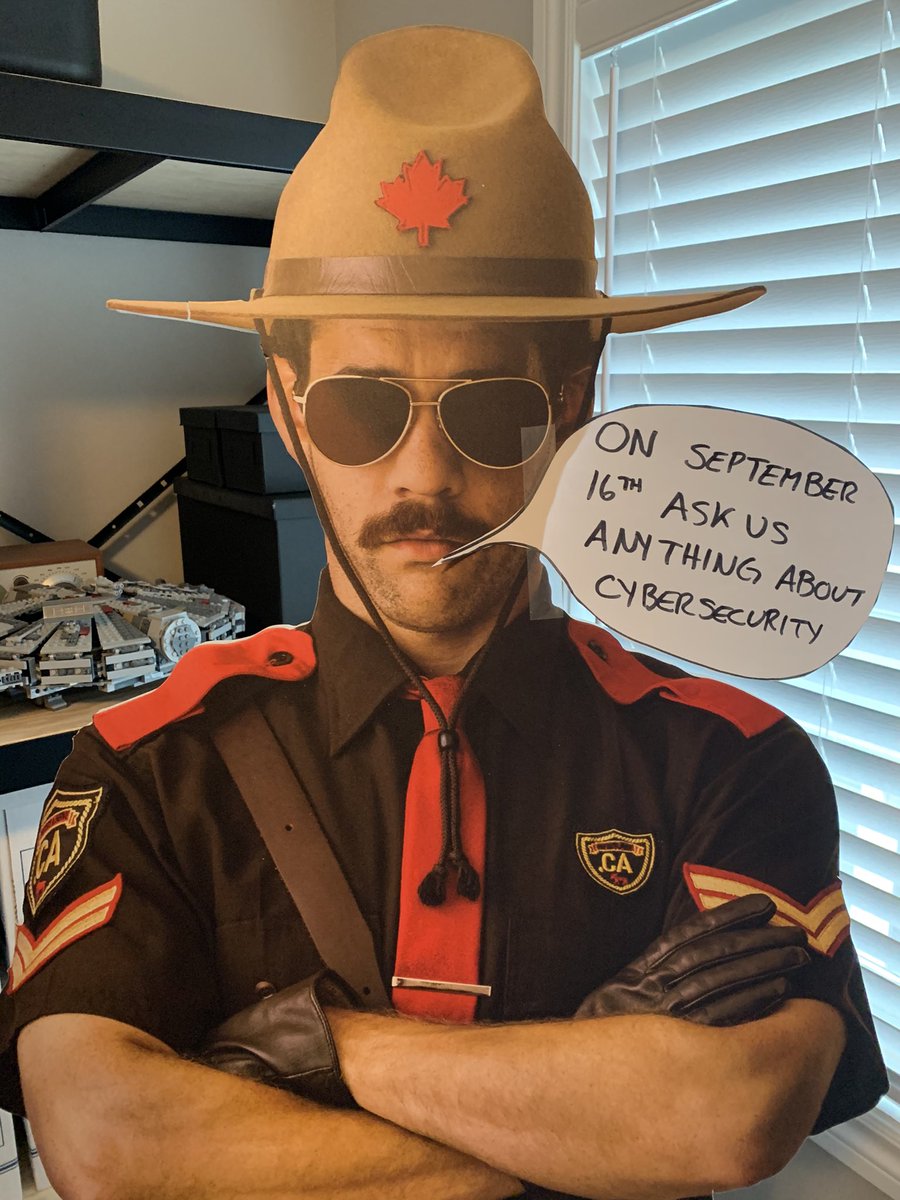 ON SEPTEMBER
16TH ASK US
ANYTHING ABOUT
CYBERSECURITY
.CA
.CA